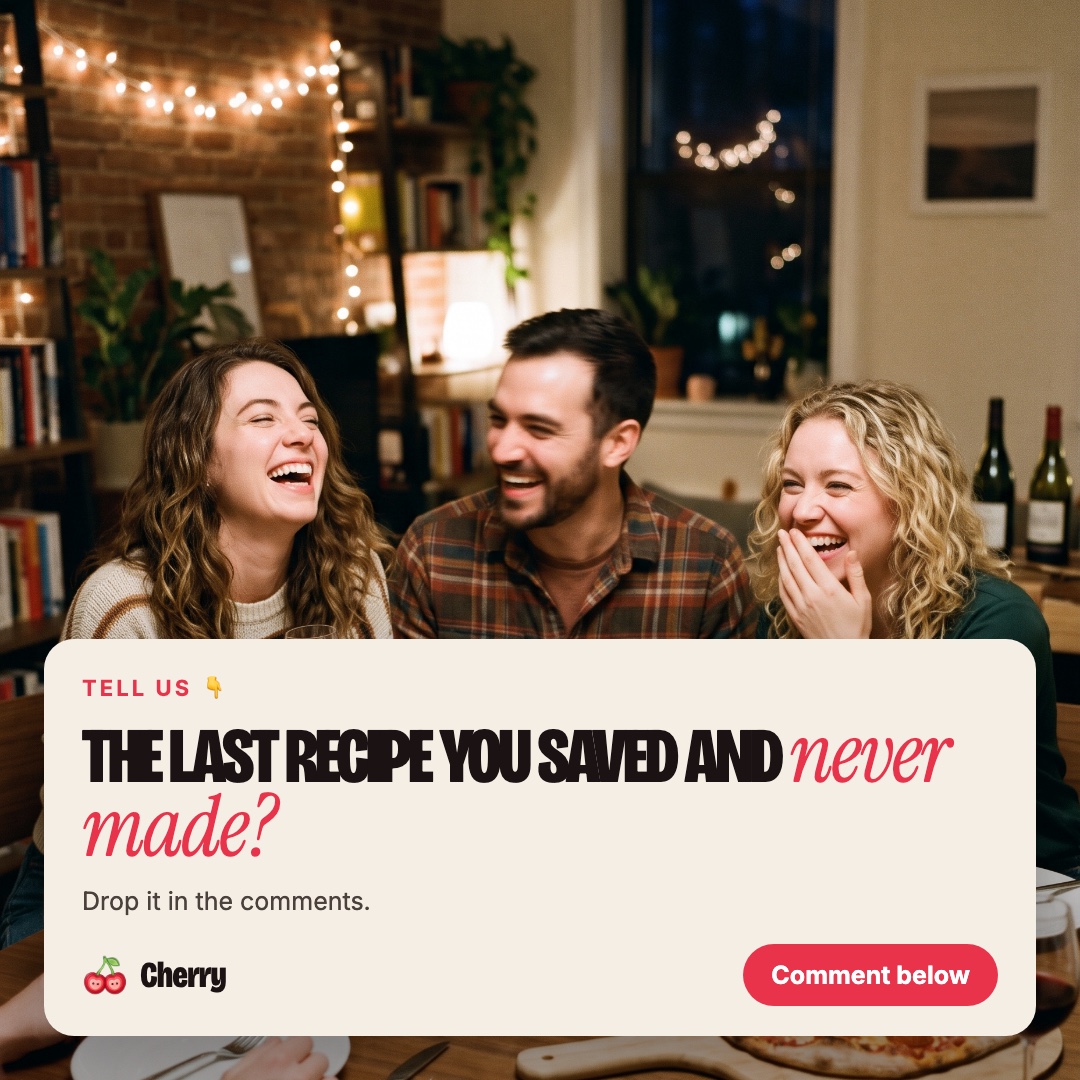 TELL US 👇
THE LAST RECIPE YOU SAVED AND never
made?
Drop it in the comments.
Cherry
Comment below